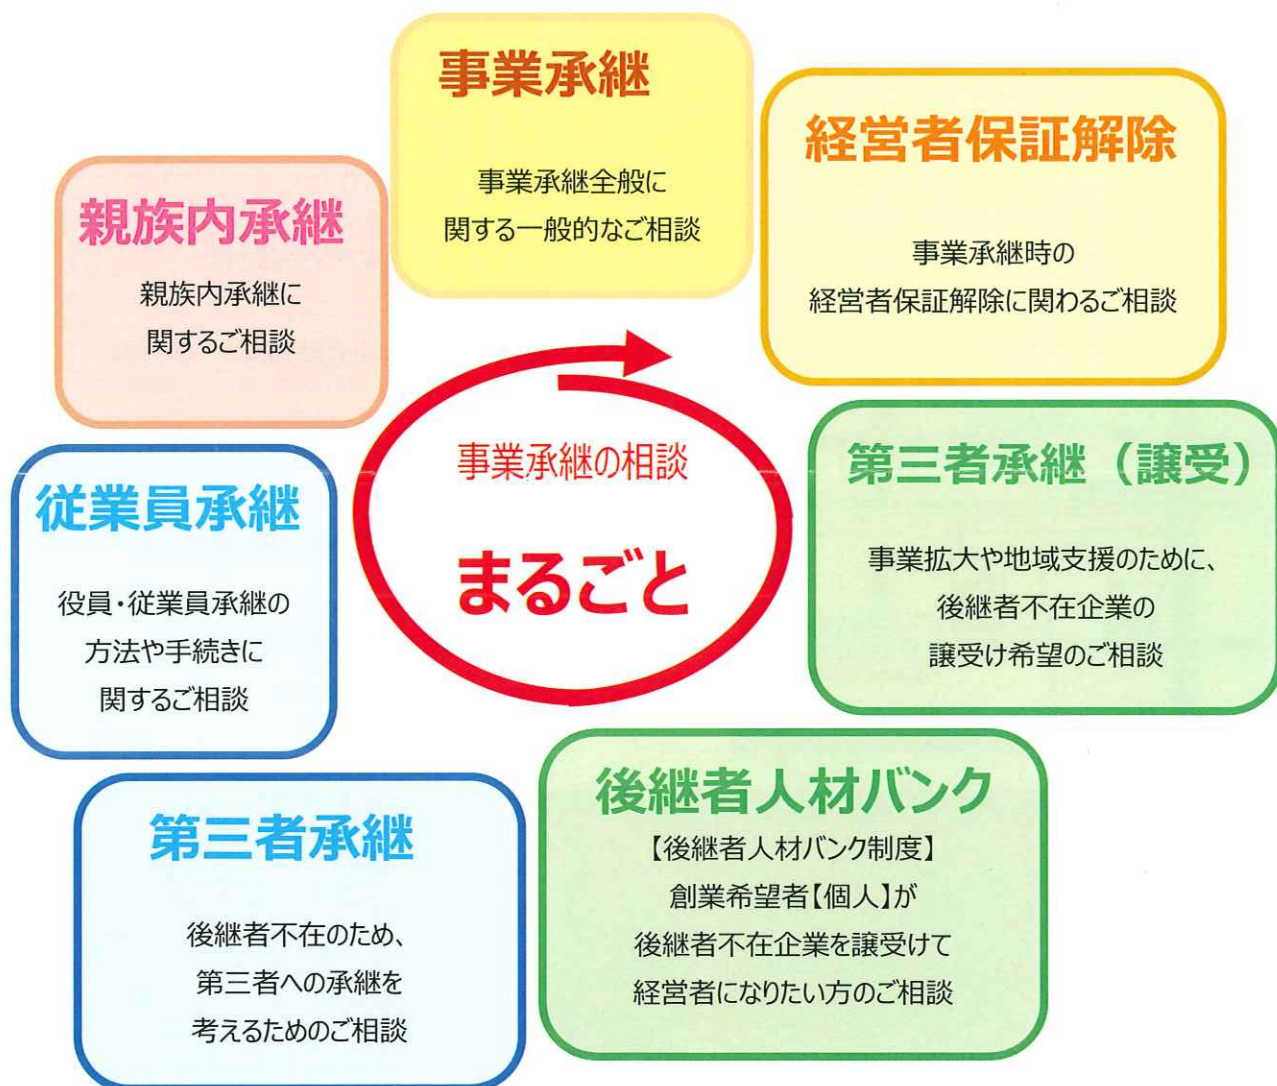 事業承継
事業承継全般に
関する一般的なご相談
経営者保証解除
事業承継時の
経営者保証解除に関わるご相談
親族内承継
親族内承継に
関するご相談
事業承継の相談
まるごと
第三者承継（譲受）
事業拡大や地域支援のために、
後継者不在企業の
譲受け希望のご相談
従業員承継
役員・従業員承継の
方法や手続きに
関するご相談
後継者人材バンク
【後継者人材バンク制度】
創業希望者【個人】が
後継者不在企業を譲受けて
経営者になりたい方のご相談
第三者承継
後継者不在のため、
第三者への承継を
考えるためのご相談